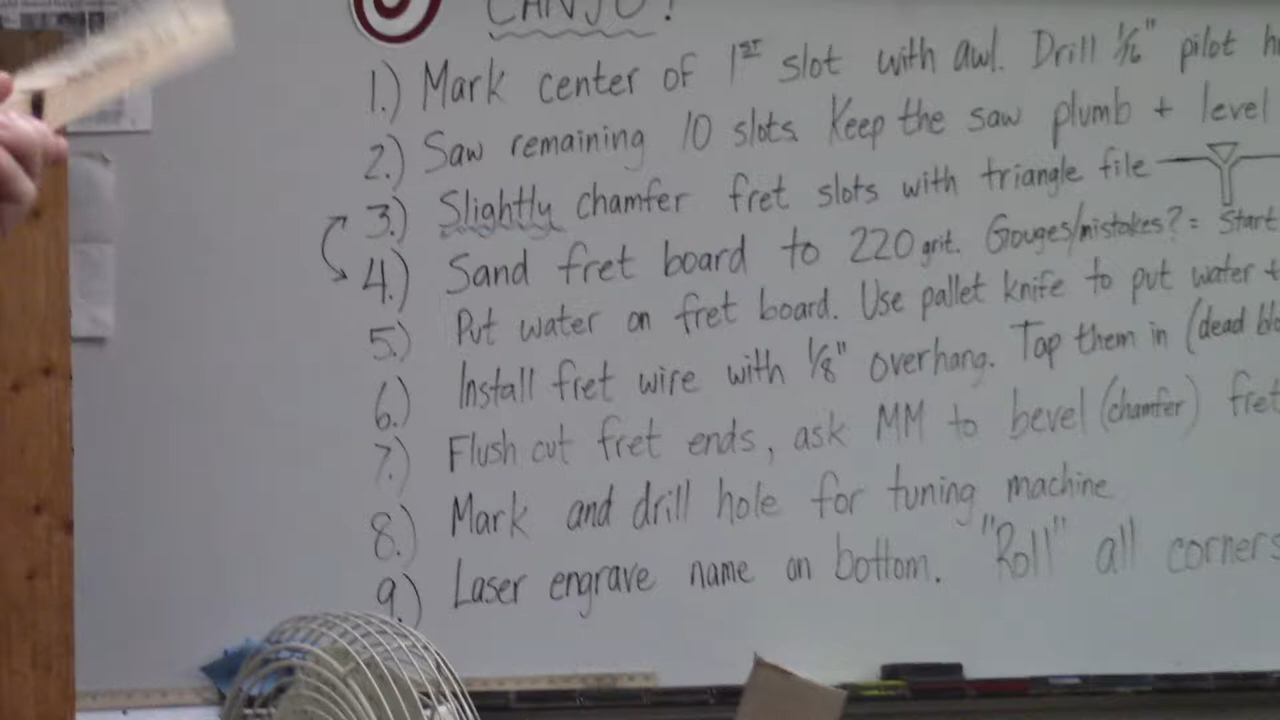 CANJO!
1.) Mark center of 1ST slot with awl. Drill 1/16" pilot
2.) Saw remaining 10 slots. Keep the saw plumb + level
3.) Slightly chamfer fret slots with triangle file
4.) Sand fret board to 220 grit. Gouges/mistakes? = Start
5.) Put water on fret board. Use pallet knife to put water +
6.) Install fret wire with 1/8" overhang. Tap them in (dead
7.) Flush cut fret ends, ask MM to bevel (chamfer) fret
8.) Mark and drill hole for tuning machine
9.) Laser engrave name on bottom. "Roll" all corners